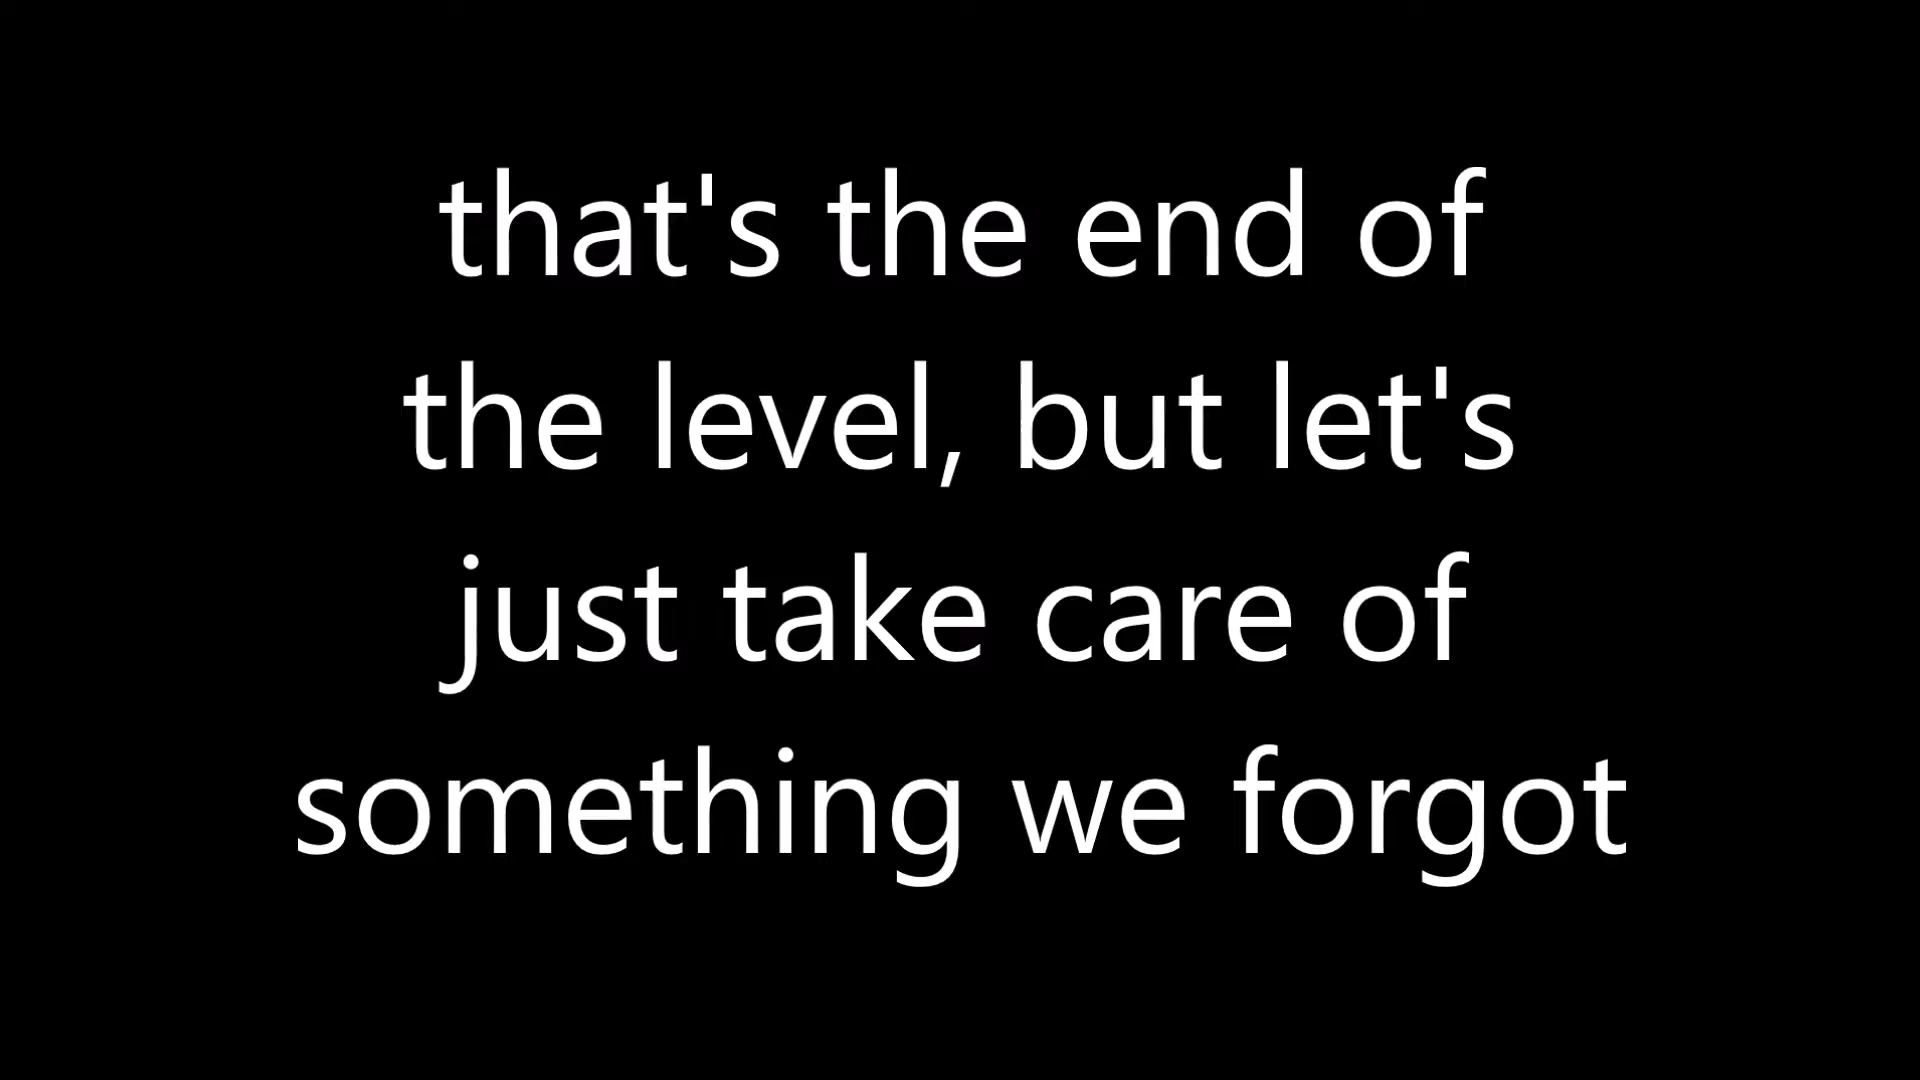 that's the end of
the level, but let's
just take care of
something we forgot